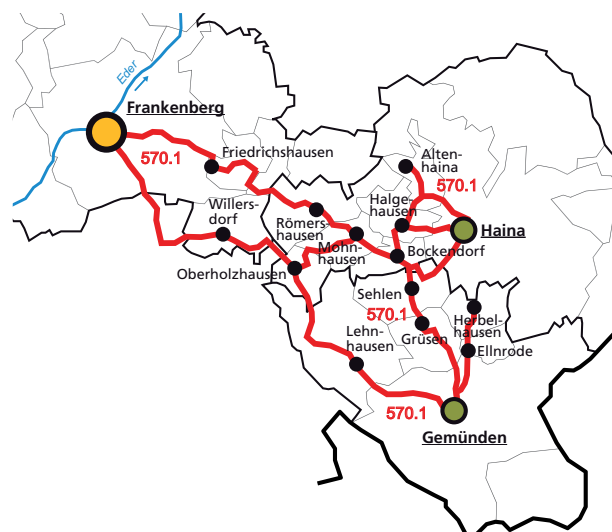 Eder
Frankenberg
570.1
Friedrichshausen
Alten-
haina
570.1
Willers-
dorf
Halge-
hausen
Römers-
hausen
Haina
Mohn-
hausen
Bockendorf
Oberholzhausen
Sehlen
570.1
Herbel-
hausen
Grüsen
Lehn-
hausen
Ellnrode
570.1
Gemünden